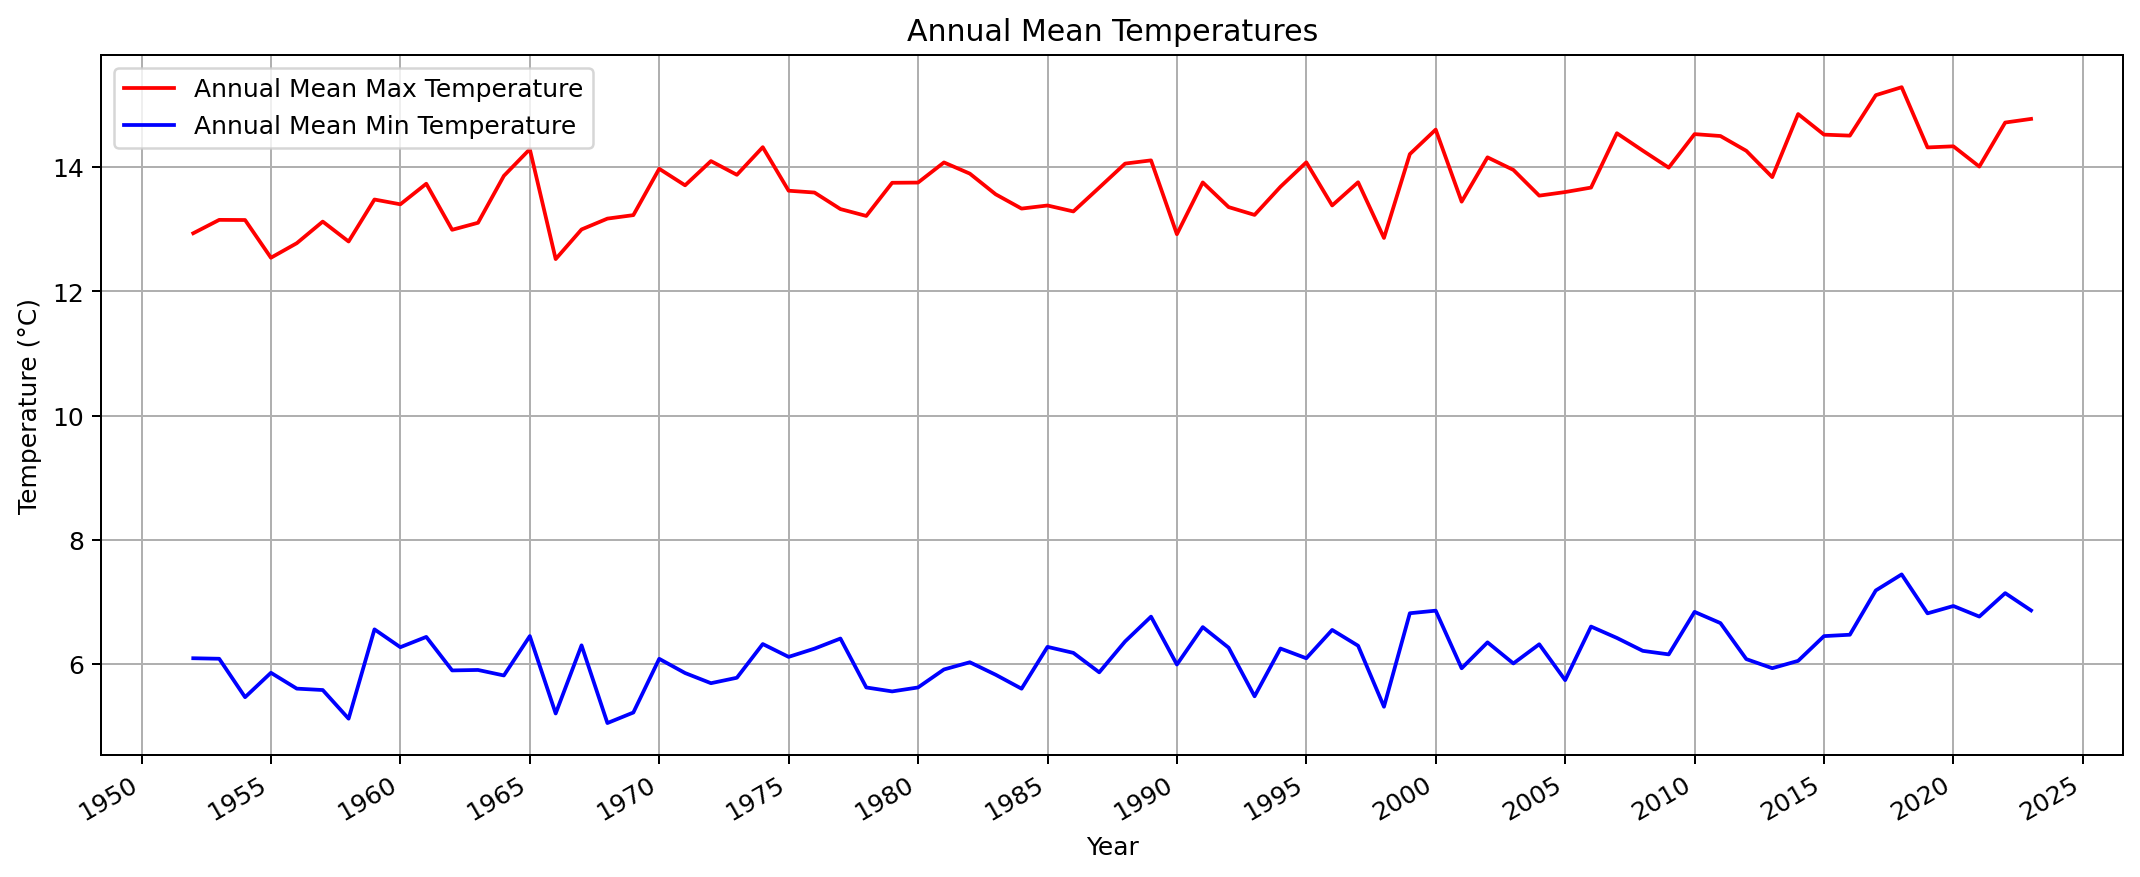 Annual Mean Temperatures
Annual Mean Max Temperature
Annual Mean Min Temperature
Temperature (°C)
14
12
10
8
6
1950 1955 1960 1965 1970 1975 1980 1985 1990 1995 2000 2005 2010 2015 2020 2025
Year